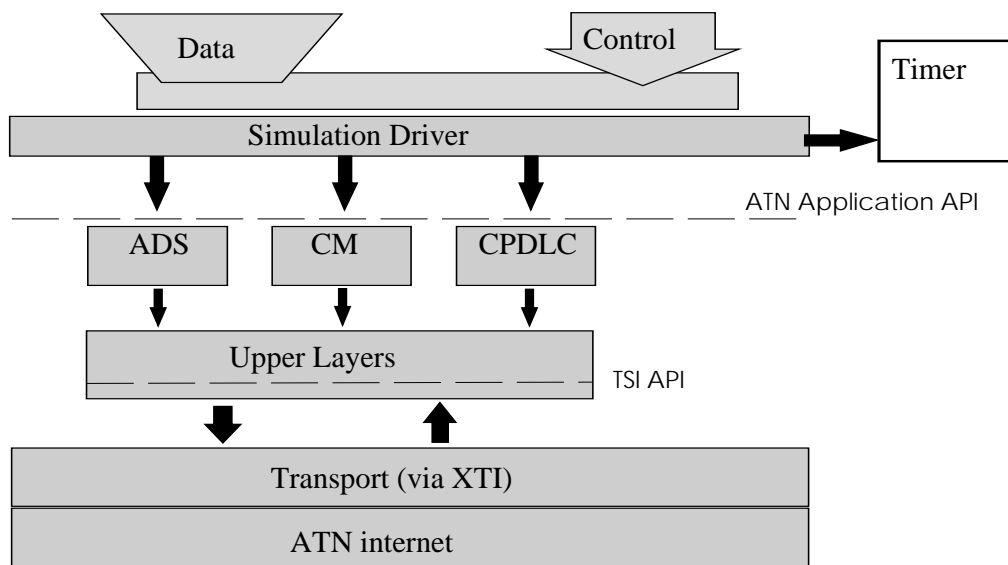 Data
Control
Timer
Simulation Driver
ATN Application API
ADS
CM
CPDLC
Upper Layers
TSI API
Transport (via XTI)
ATN internet